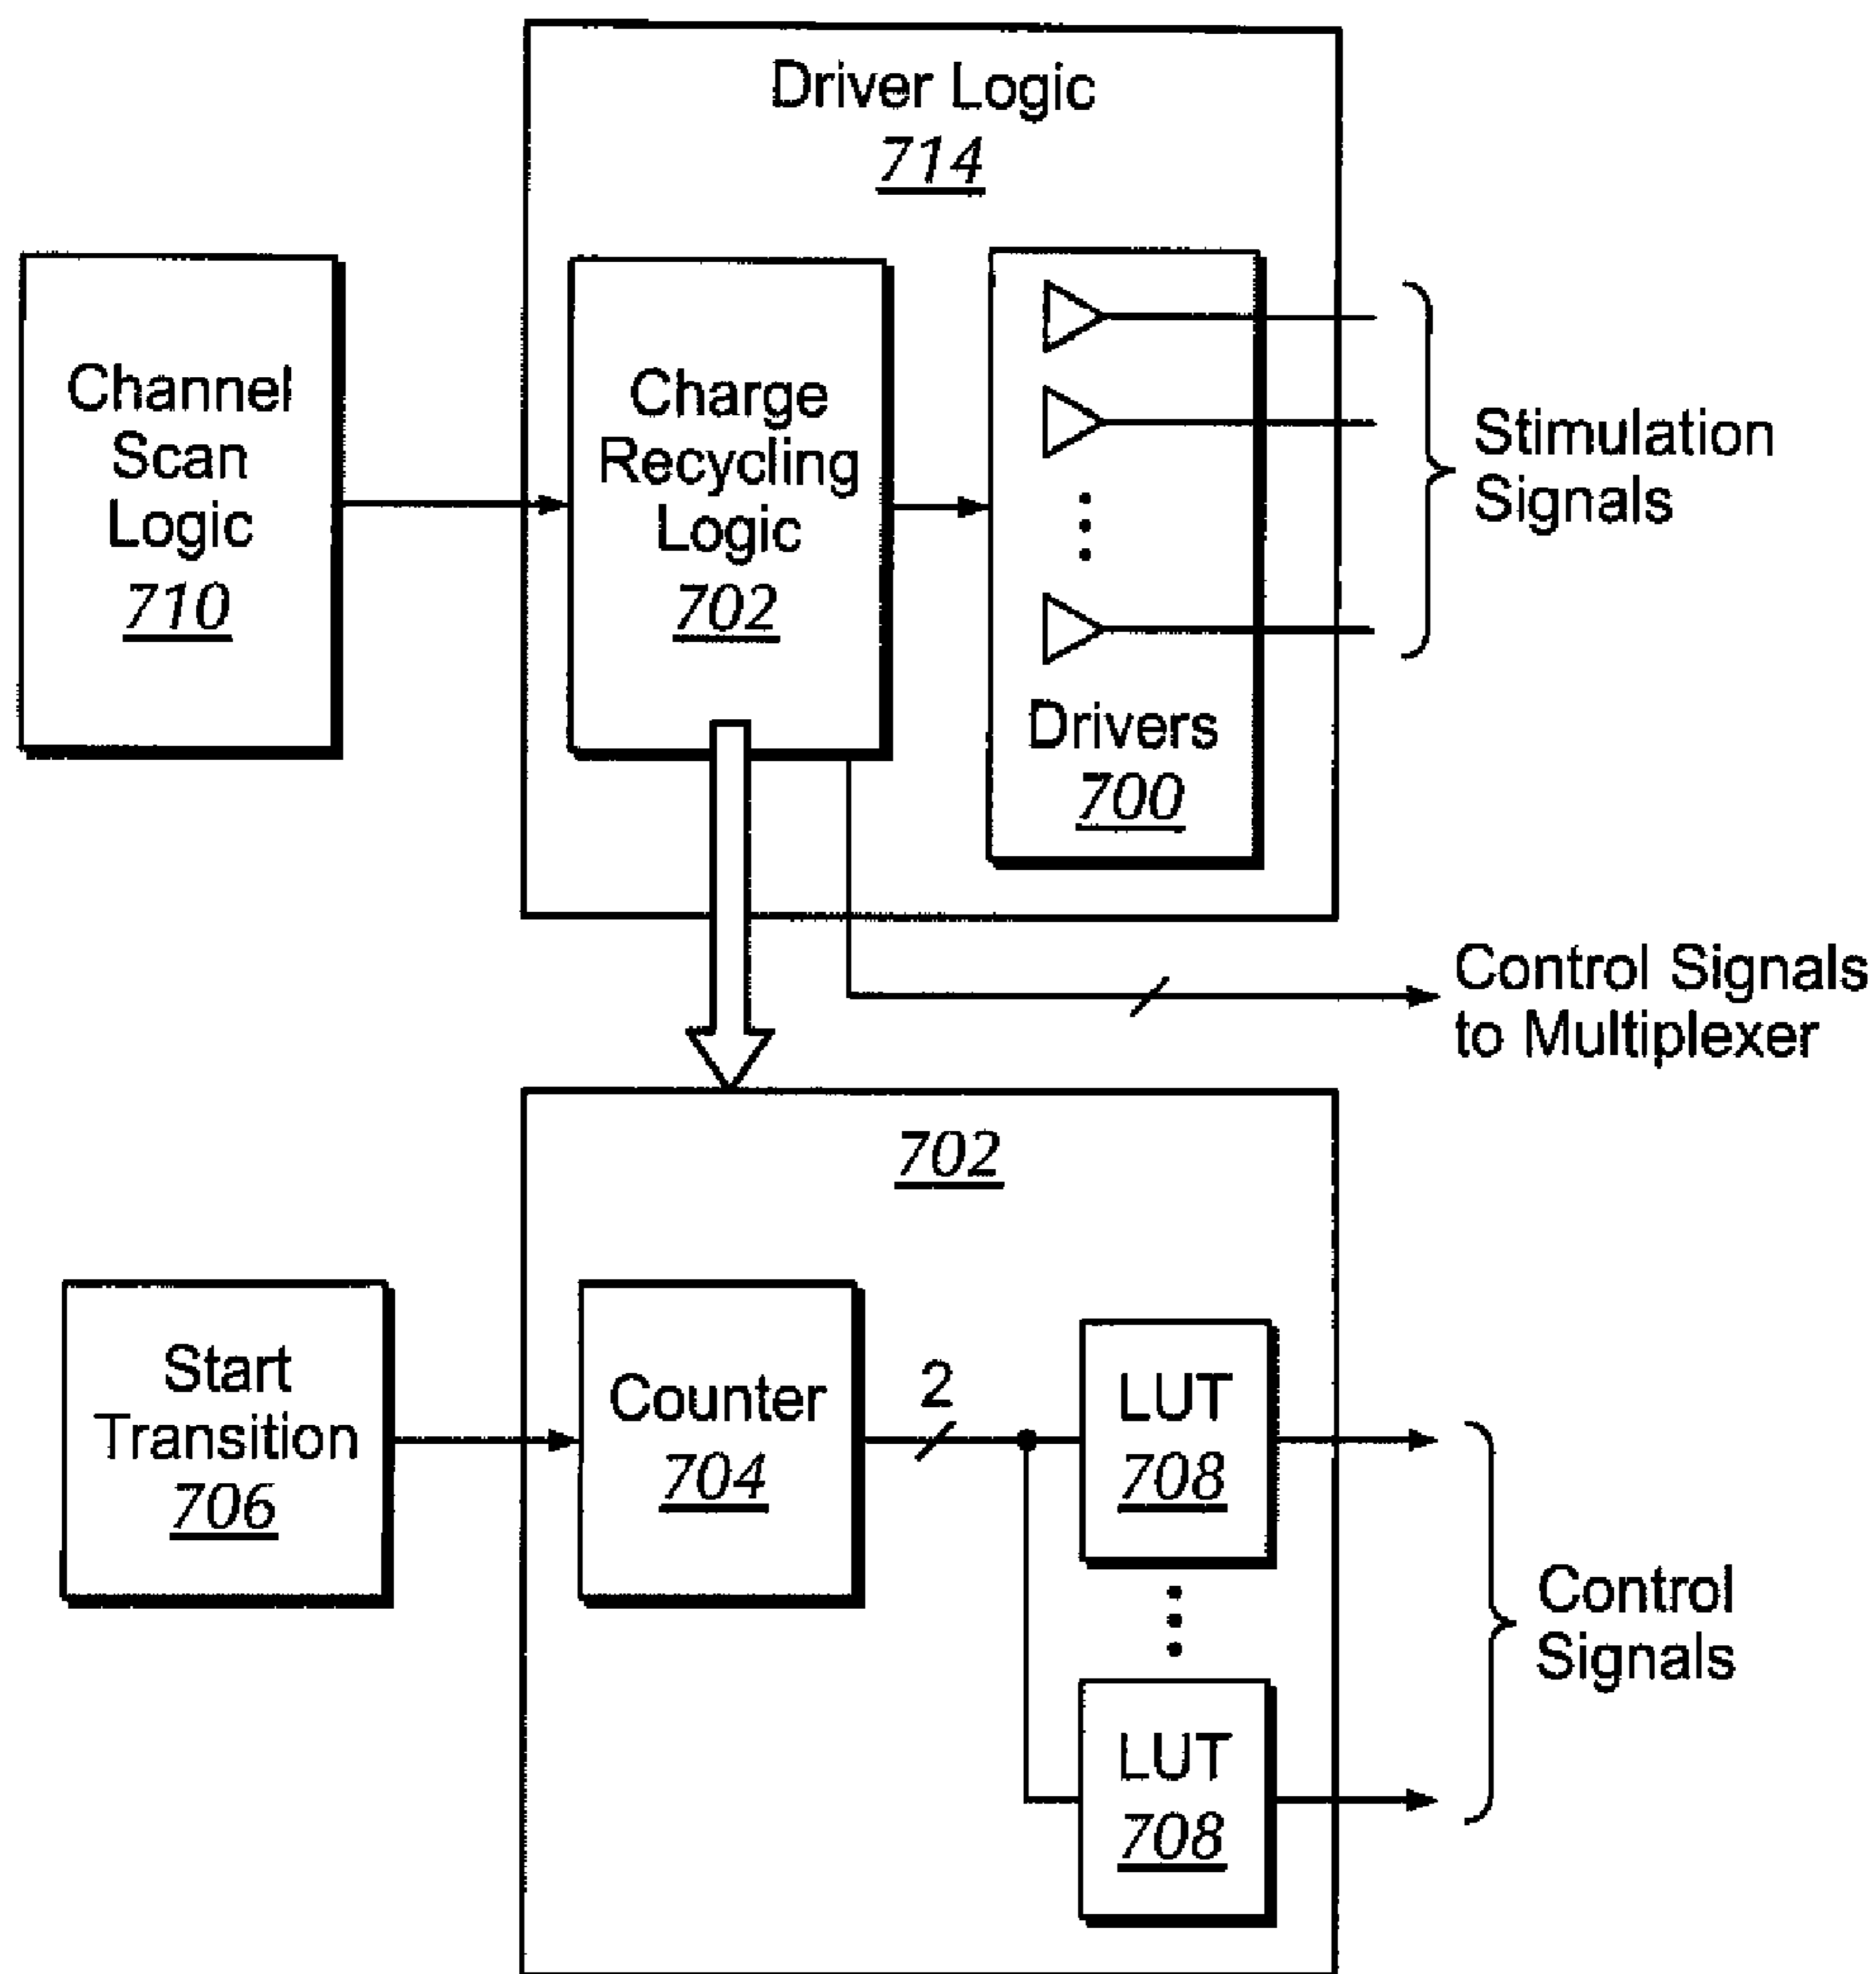 Driver Logic
714
Channel
Scan
Logic
710
Charge
Recycling
Logic
702
Drivers
700
Stimulation
Signals
Control Signals
to Multiplexer
702
Start
Transition
706
Counter
704
2
LUT
708
LUT
708
Control
Signals